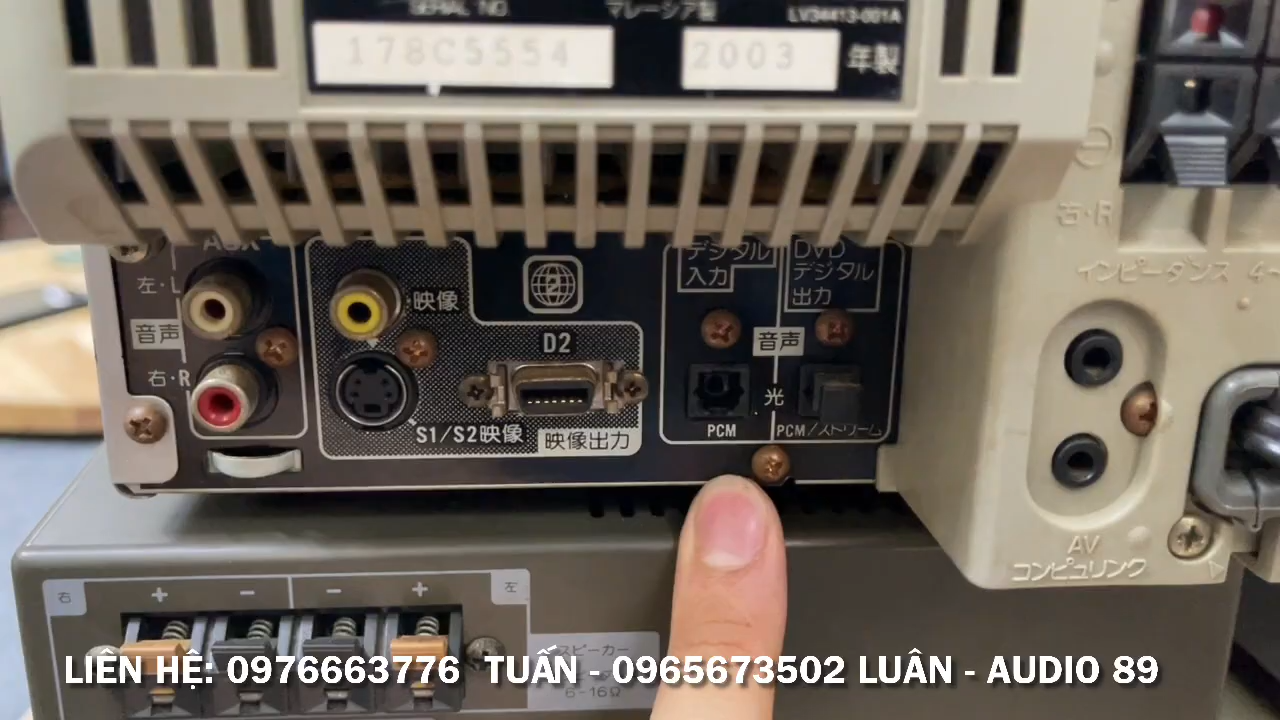 SERIAL NO.
マレーシア製
LV34413-001A
178C5554
2003
年製
AUX
左・L
音声
右・R
映像
2
D2
S1/S2映像
映像出力
デジタル
入力
DVD
デジタル
出力
音声
光
PCM
PCM/ストリーム
右・R
インピーダンス 4~
AV
コンピュリンク
右
+ - - +
左
スピーカー
6-16Ω
LIÊN HỆ: 0976663776 TUẤN - 0965673502 LUÂN - AUDIO 89